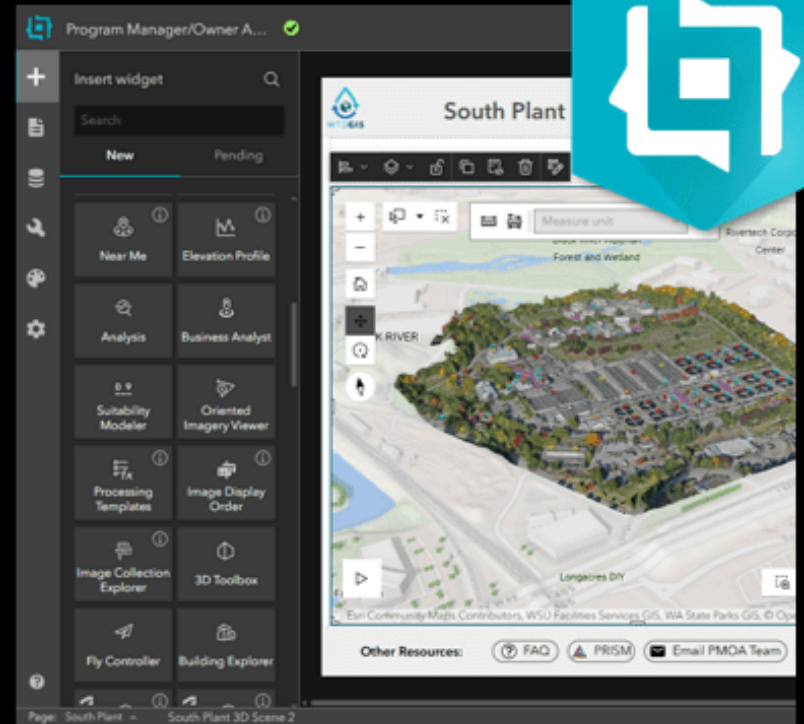 Program Manager/Owner A...
Insert widget
Search
New
Pending
Near Me
Elevation Profile
Analysis
Business Analyst
Suitability
Modeler
Oriented
Imagery Viewer
Processing
Templates
Image Display
Order
Image Collection
Explorer
3D Toolbox
Fly Controller
Building Explorer
Page: South Plant
South Plant 3D Scene 2
GIS
South Plant
Measure unit
Rivertech Corpo
Center
Forest and Wetland
K RIVER
Longacres DIY
Esri Community Maps Contributors, WSU Facilities Services GIS, WA State Parks GIS, © Ope
Other Resources:
FAQ
PRISM
Email PMOA Team